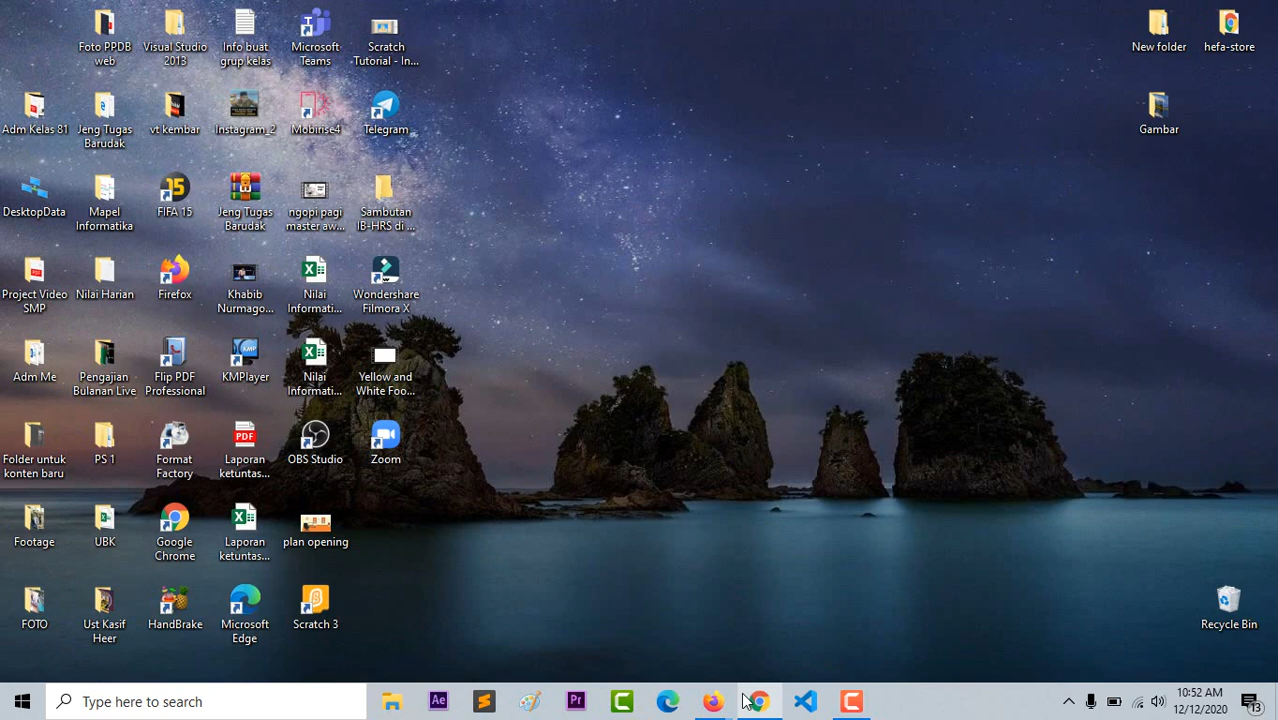 Foto PPDB
web
Visual Studio
2013
Info buat
grup kelas
Microsoft
Teams
Scratch
Tutorial - In...
New folder
hefa-store
Adm Kelas 81
Jeng Tugas
Barudak
vt kembar
Instagram_2
Mobirise4
Telegram
Gambar
DesktopData
Mapel
Informatika
FIFA 15
Jeng Tugas
Barudak
ngopi pagi
master aw...
Sambutan
IB-HRS di ...
Project Video
SMP
Nilai Harian
Firefox
Khabib
Nurmago...
Nilai
Informati...
Wondershare
Filmora X
Adm Me
Pengajian
Bulanan Live
Flip PDF
Professional
KMPlayer
Nilai
Informati...
Yellow and
White Foo...
Folder untuk
konten baru
PS 1
Format
Factory
Laporan
ketuntas...
OBS Studio
Zoom
Footage
UBK
Google
Chrome
Laporan
ketuntas...
plan opening
FOTO
Ust Kasif
Heer
HandBrake
Microsoft
Edge
Scratch 3
Recycle Bin
Type here to search
:52 AM
12/12/2020
13